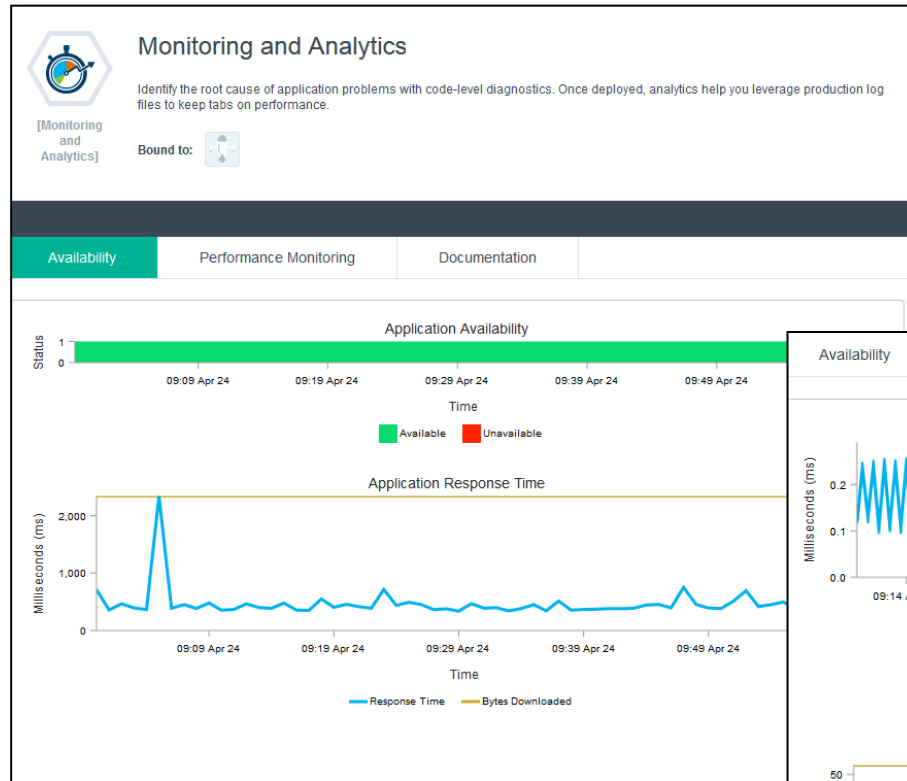 Monitoring and Analytics
Identify the root cause of application problems with code-level diagnostics. Once deployed, analytics help you leverage production log
files to keep tabs on performance.
[Monitoring
and
Analytics]
Bound to:
Availability
Performance Monitoring
Documentation
Application Availability
Status
1
0
09:09 Apr 24
09:19 Apr 24
09:29 Apr 24
09:39 Apr 24
09:49 Apr 24
Time
Available
Unavailable
Application Response Time
Milliseconds (ms)
2,000
1,000
0
09:09 Apr 24
09:19 Apr 24
09:29 Apr 24
09:39 Apr 24
09:49 Apr 24
Time
Response Time
Bytes Downloaded
Availability
Milliseconds (ms)
0.2
0.1
0.0
09:14
50